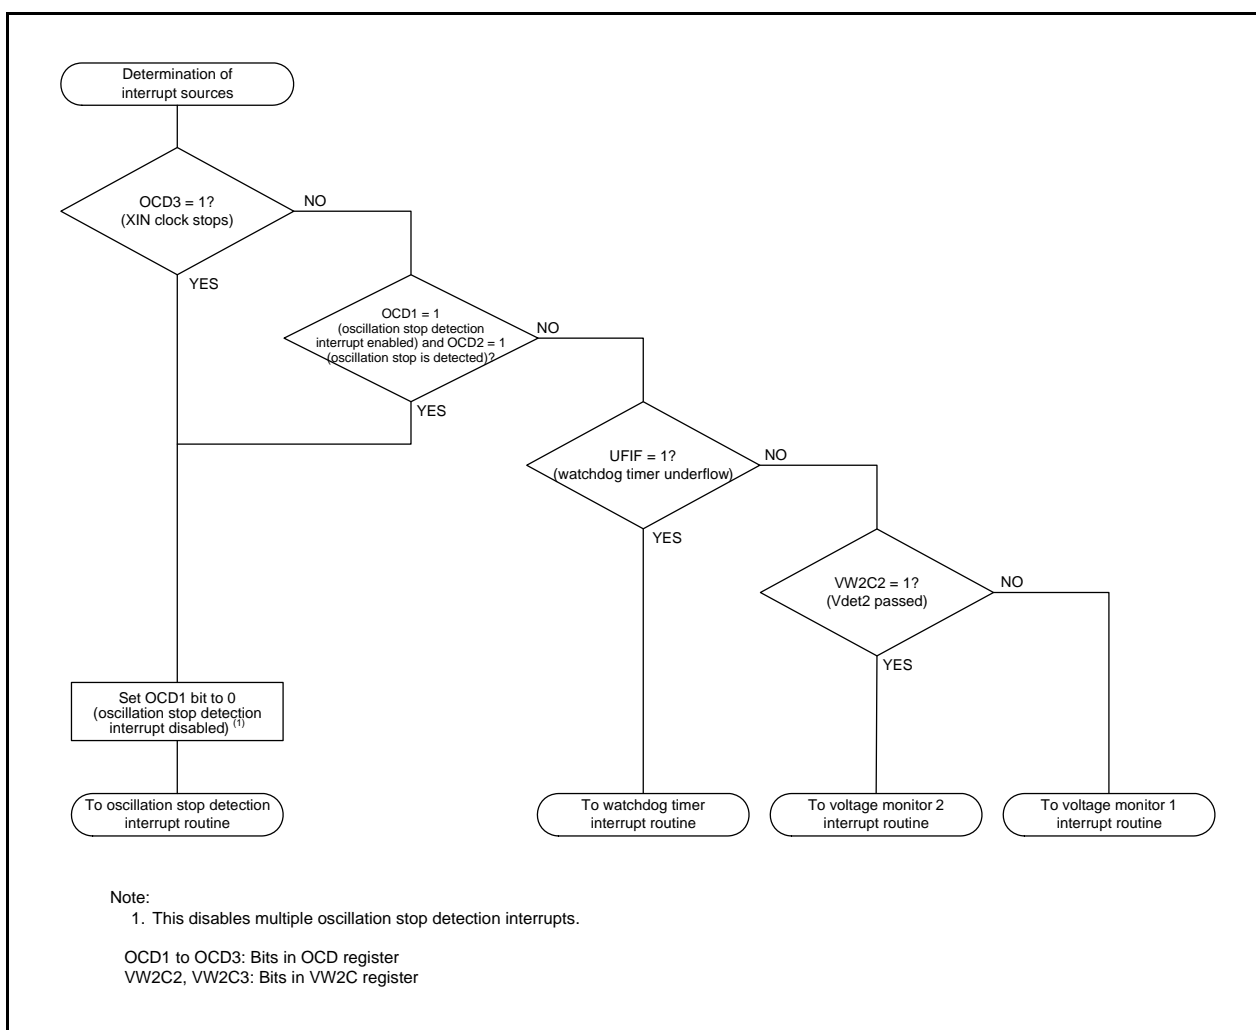 Determination of
interrupt sources
OCD3 = 1?
(XIN clock stops)
NO
YES
OCD1 = 1
(oscillation stop detection
interrupt enabled) and OCD2 = 1
(oscillation stop is detected)?
NO
YES
UFIF = 1?
(watchdog timer underflow)
NO
YES
VW2C2 = 1?
(Vdet2 passed)
NO
YES
Set OCD1 bit to 0
(oscillation stop detection
interrupt disabled) (1)
To oscillation stop detection
interrupt routine
To watchdog timer
interrupt routine
To voltage monitor 2
interrupt routine
To voltage monitor 1
interrupt routine
Note:
1. This disables multiple oscillation stop detection interrupts.
OCD1 to OCD3: Bits in OCD register
VW2C2, VW2C3: Bits in VW2C register